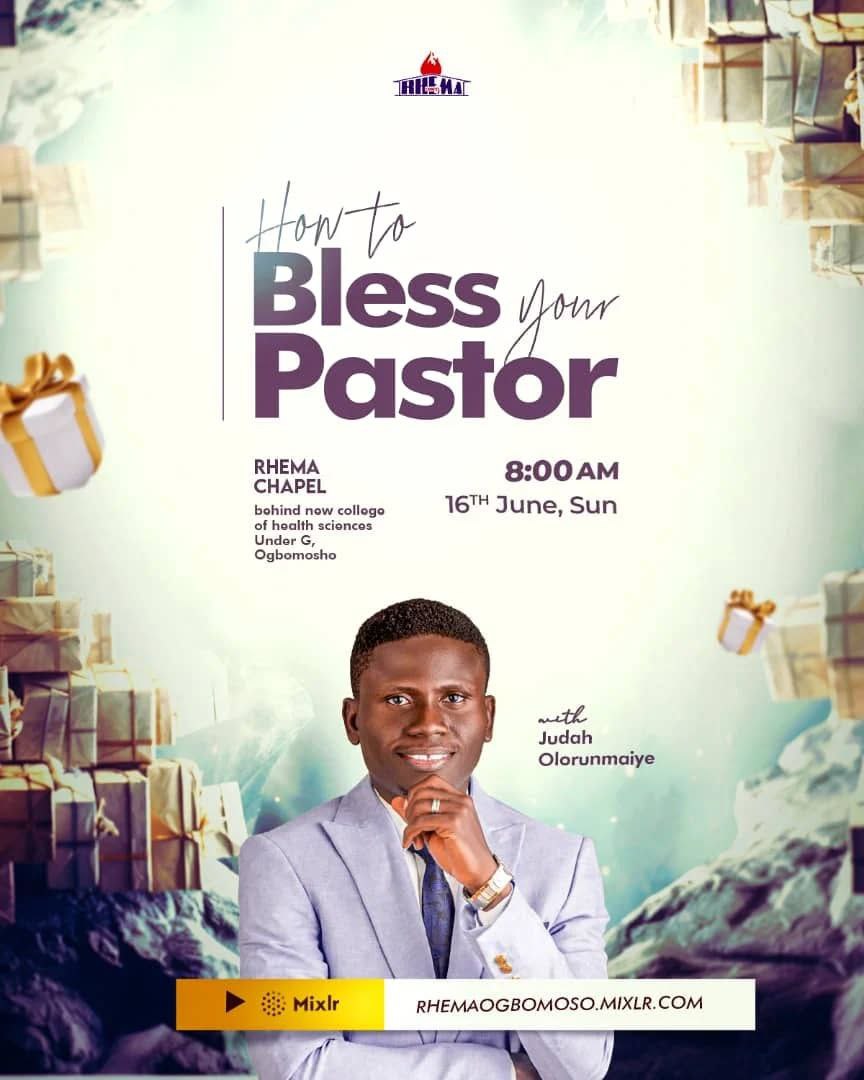 RHEMA
How to
Bless your
Pastor
RHEMA
CHAPEL
behind new college
of health sciences
Under G,
Ogbomosho
8:00 AM
16TH June, Sun
with
Judah
Olorunmaiye
Mixlr
RHEMAOGBOMOSO.MIXLR.COM